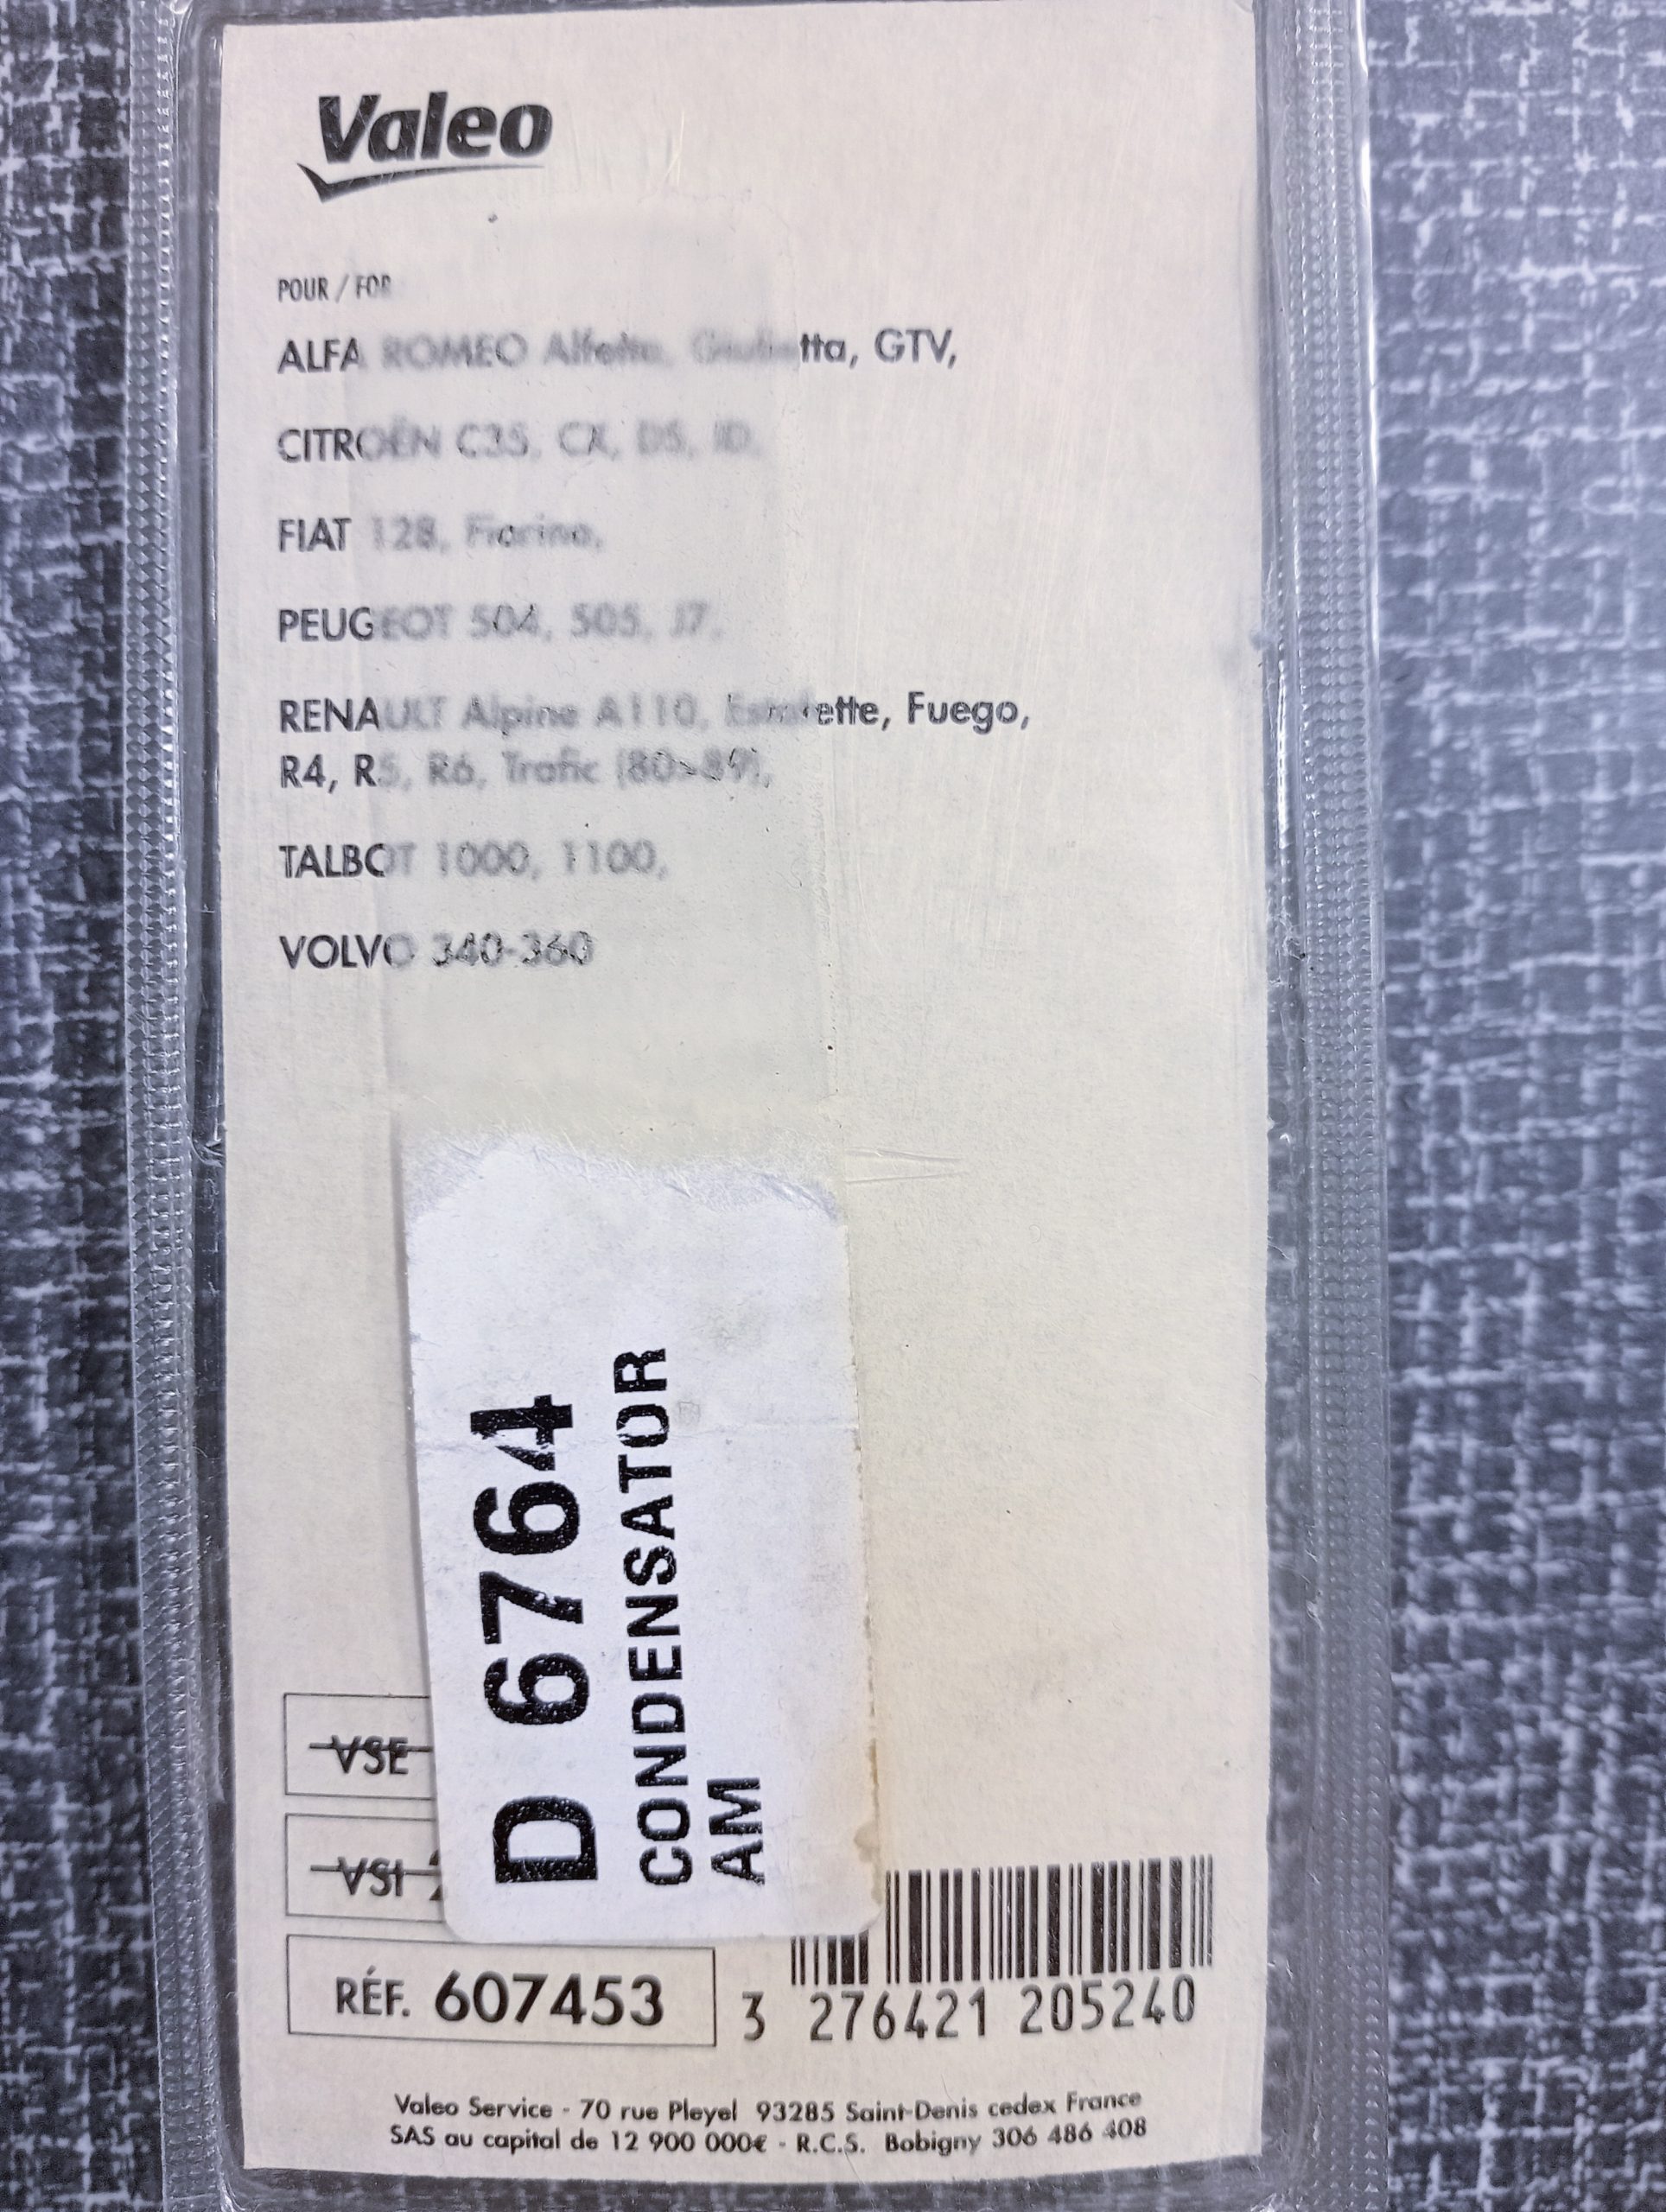 Valeo
POUR / FOR
ALFA ROMEO Alfetta, Giulietta, GTV,
CITROËN C35, CX, DS, ID,
FIAT 128, Fiorino,
PEUGEOT 504, 505, J7,
RENAULT Alpine A110, Estafette, Fuego,
R4, R5, R6, Trafic (80>89),
TALBOT 1000, 1100,
VOLVO 340-360
D 6764
CONDENSATOR
AM
VSE
VSI
RÉF. 607453
3 276421 205240
Valeo Service - 70 rue Pleyel 93285 Saint-Denis cedex France
SAS au capital de 12 900 000€ - R.C.S. Bobigny 306 486 408